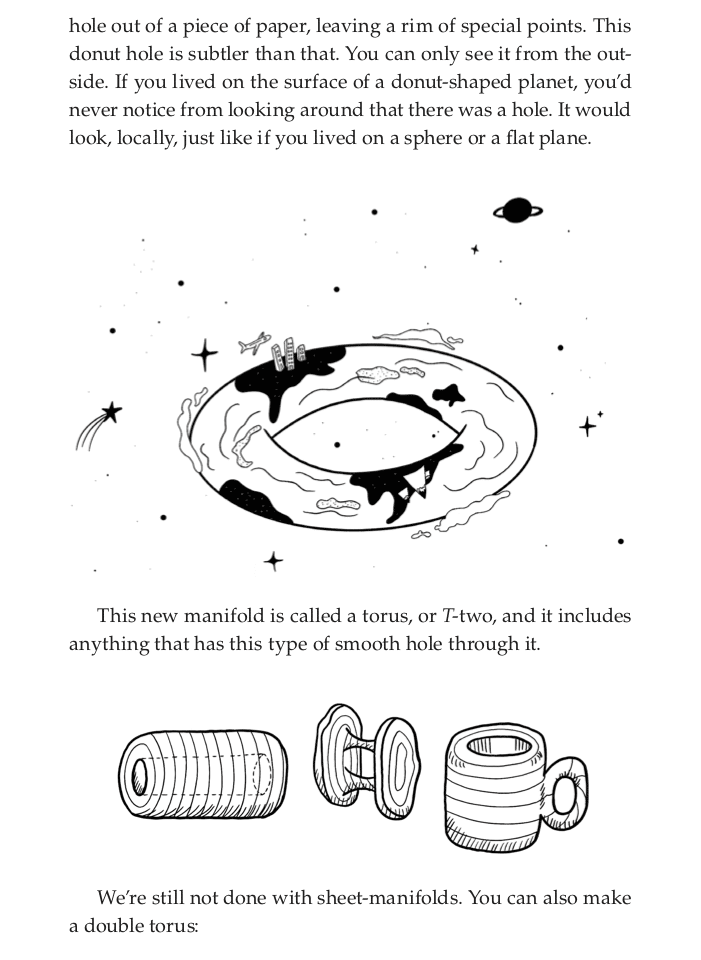 hole out of a piece of paper, leaving a rim of special points. This
donut hole is subtler than that. You can only see it from the out-
side. If you lived on the surface of a donut-shaped planet, you’d
never notice from looking around that there was a hole. It would
look, locally, just like if you lived on a sphere or a flat plane.
This new manifold is called a torus, or T-two, and it includes
anything that has this type of smooth hole through it.
We’re still not done with sheet-manifolds. You can also make
a double torus: